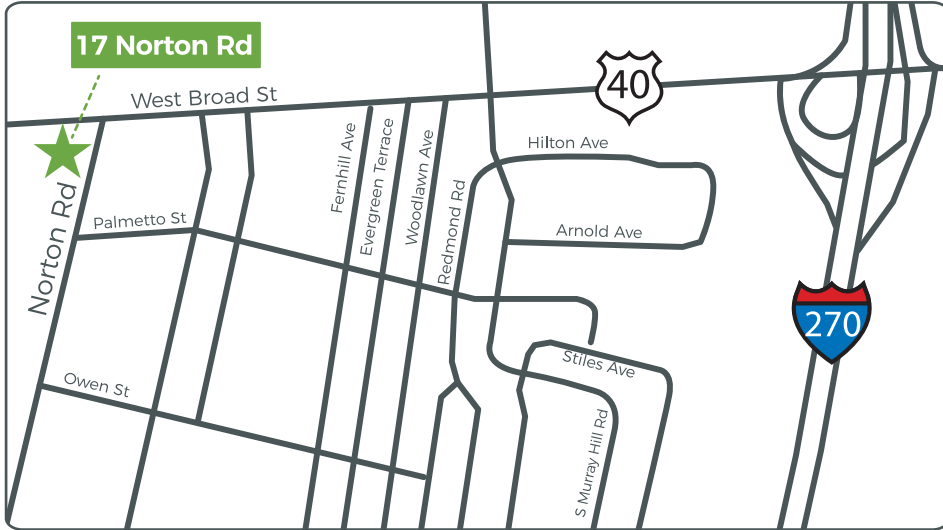 17 Norton Rd
West Broad St
40
Hilton Ave
Fernhill Ave
Evergreen Terrace
Woodlawn Ave
Redmond Rd
Norton Rd
Palmetto St
Arnold Ave
270
Stiles Ave
Owen St
S Murray Hill Rd